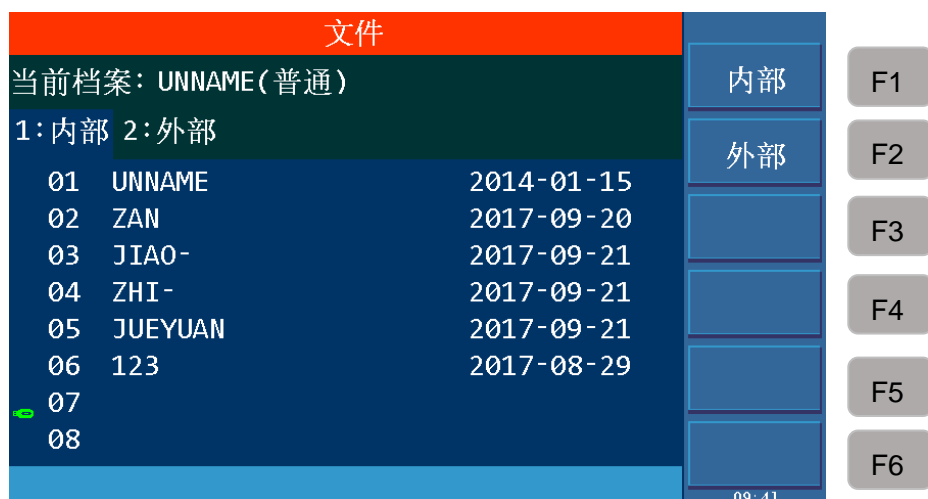 文件
当前档案: UNNAME(普通)
1:内部 2:外部
01 UNNAME 2014-01-15
02 ZAN 2017-09-20
03 JIAO- 2017-09-21
04 ZHI- 2017-09-21
05 JUEYUAN 2017-09-21
06 123 2017-08-29
07
08
内部
外部
09:41
F1
F2
F3
F4
F5
F6